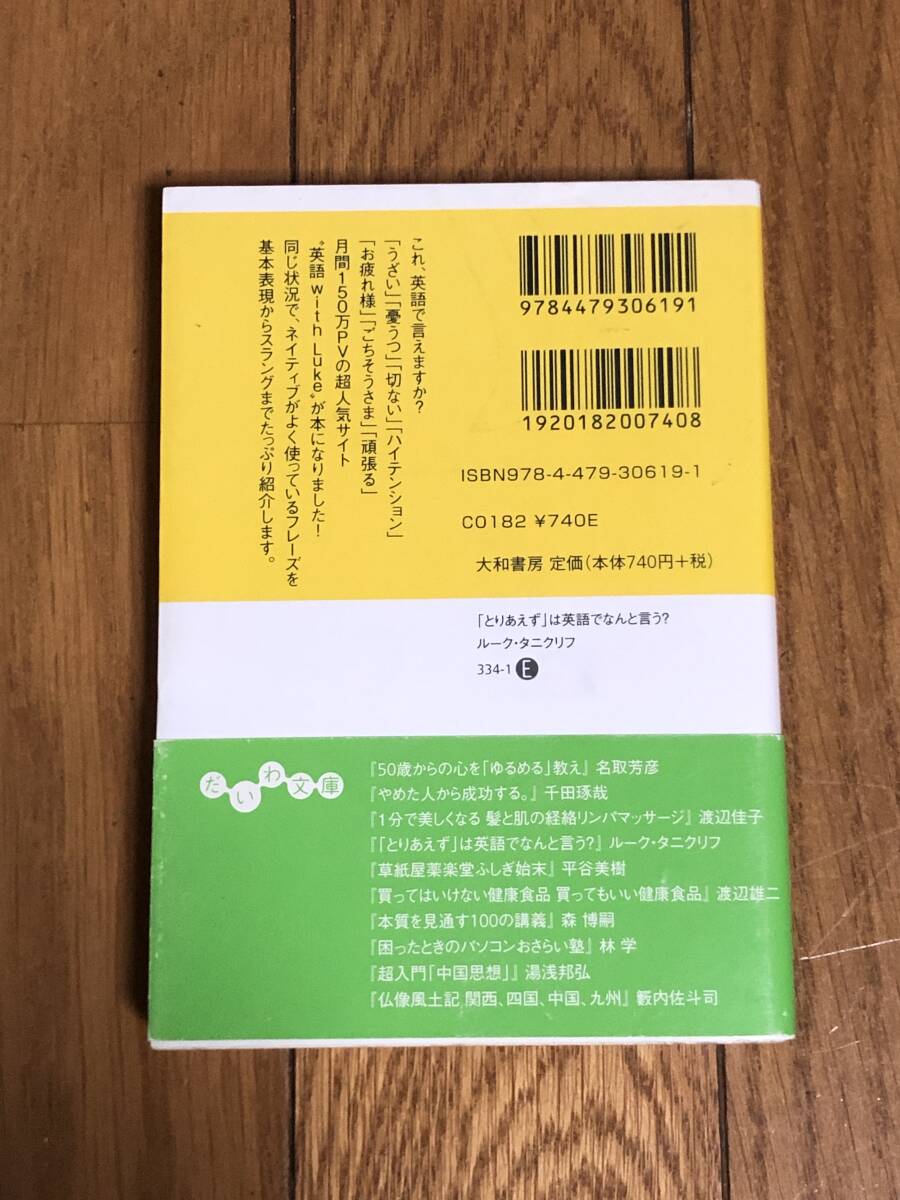 これ、英語で言えますか?
「うざい」「憂うつ」「切ない」「ハイテンション」
「お疲れ様」「ごちそうさま」「頑張る」
月間150万PVの超人気サイト
“英語 with Luke”が本になりました!
同じ状況で、ネイティブがよく使っているフレーズを
基本表現からスラングまでたっぷり紹介します。
9784479306191
1920182007408
ISBN978-4-479-30619-1
C0182 ¥740E
大和書房 定価(本体740円+税)
「とりあえず」は英語でなんと言う?
ルーク・タニクリフ
334-1 E
だいわ文庫
『50歳からの心を「ゆるめる」教え』 名取芳彦
『やめた人から成功する。』 千田琢哉
『1分で美しくなる 髪と肌の経絡リンパマッサージ』 渡辺佳子
『「とりあえず」は英語でなんと言う?』 ルーク・タニクリフ
『草紙屋薬楽堂ふしぎ始末』 平谷美樹
『買ってはいけない健康食品 買ってもいい健康食品』 渡辺雄二
『本質を見通す100の講義』 森 博嗣
『困ったときのパソコンおさらい塾』 林 学
『超入門「中国思想」』 湯浅邦弘
『仏像風土記 関西、四国、中国、九州』 籔内佐斗司